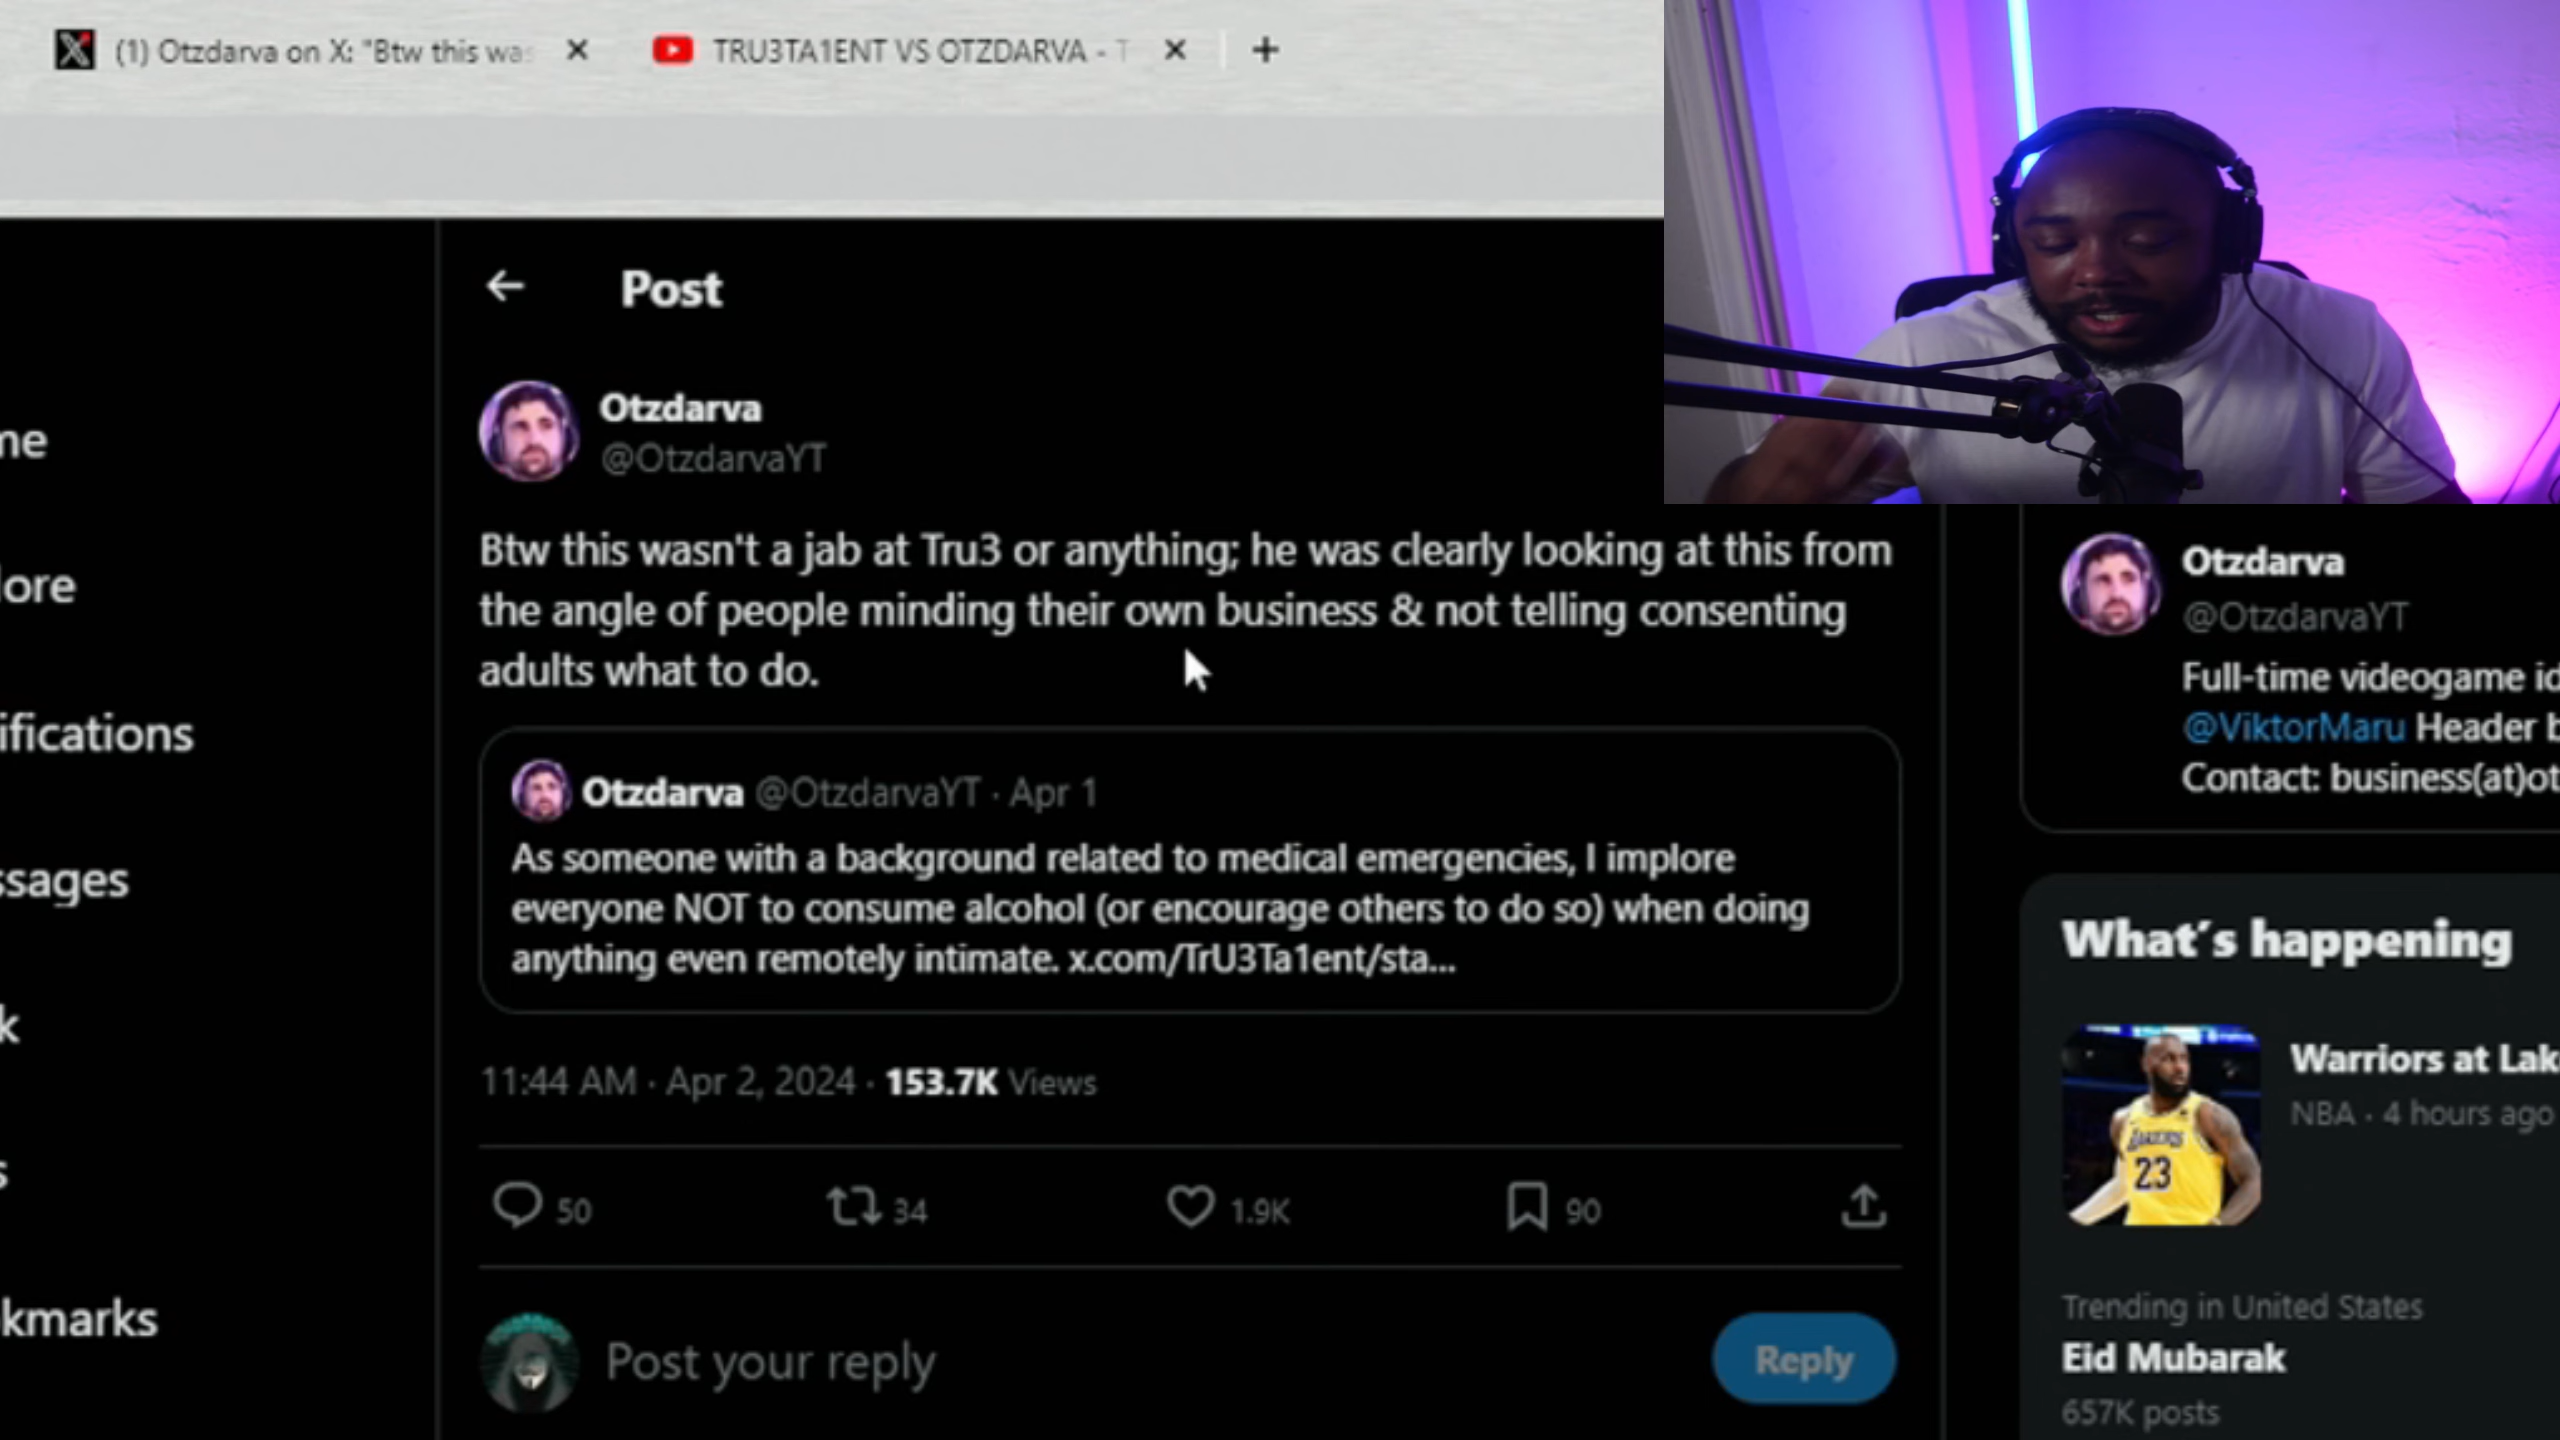 (1) Otzdarva on X: "Btw this was
TRU3TA1ENT VS OTZDARVA - T
Post
Otzdarva
@OtzdarvaYT
Btw this wasn't a jab at Tru3 or anything; he was clearly looking at this from
the angle of people minding their own business & not telling consenting
adults what to do.
Otzdarva @OtzdarvaYT · Apr 1
As someone with a background related to medical emergencies, I implore
everyone NOT to consume alcohol (or encourage others to do so) when doing
anything even remotely intimate. x.com/TrU3Ta1ent/sta...
11:44 AM · Apr 2, 2024 · 153.7K Views
50 34 1.9K 90
Post your reply
Reply
me
lore
ifications
ssages
k
s
kmarks
Otzdarva
@OtzdarvaYT
Full-time videogame id
@ViktorMaru Header b
Contact: business(at)ot
What´s happening
Warriors at Lak
NBA · 4 hours ago
LAKERS
23
Trending in United States
Eid Mubarak
657K posts